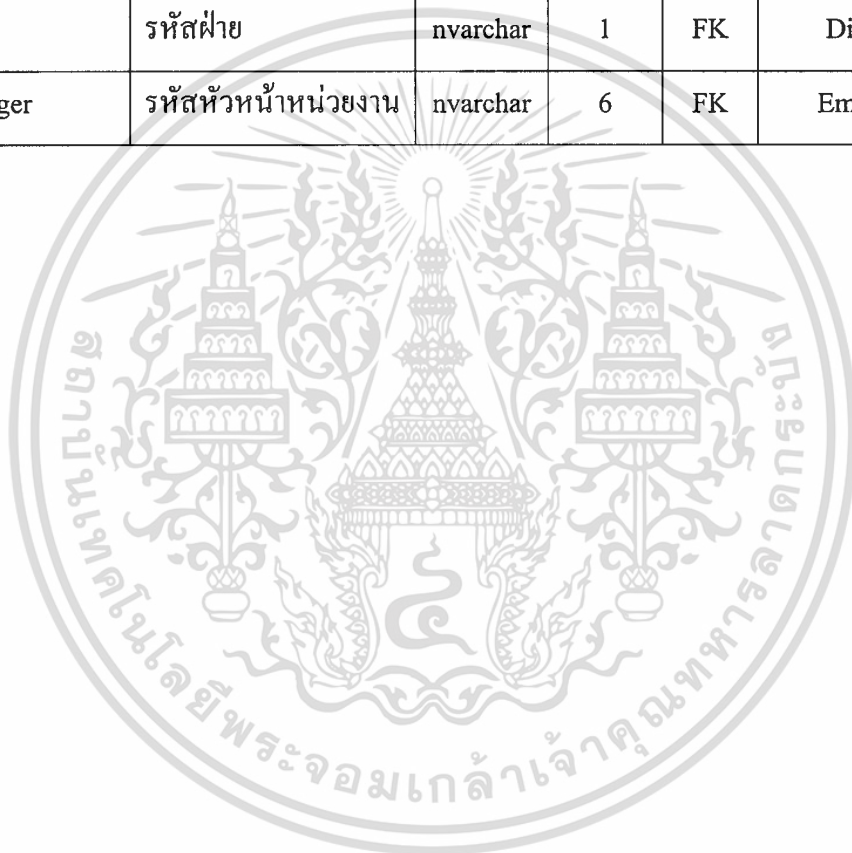 รหัสฝ่าย nvarchar 1 FK Di
ger รหัสหัวหน้าหน่วยงาน nvarchar 6 FK Em
สถาบันเทคโนโลยีพระจอมเกล้าเจ้าคุณทหารลาดกระบัง